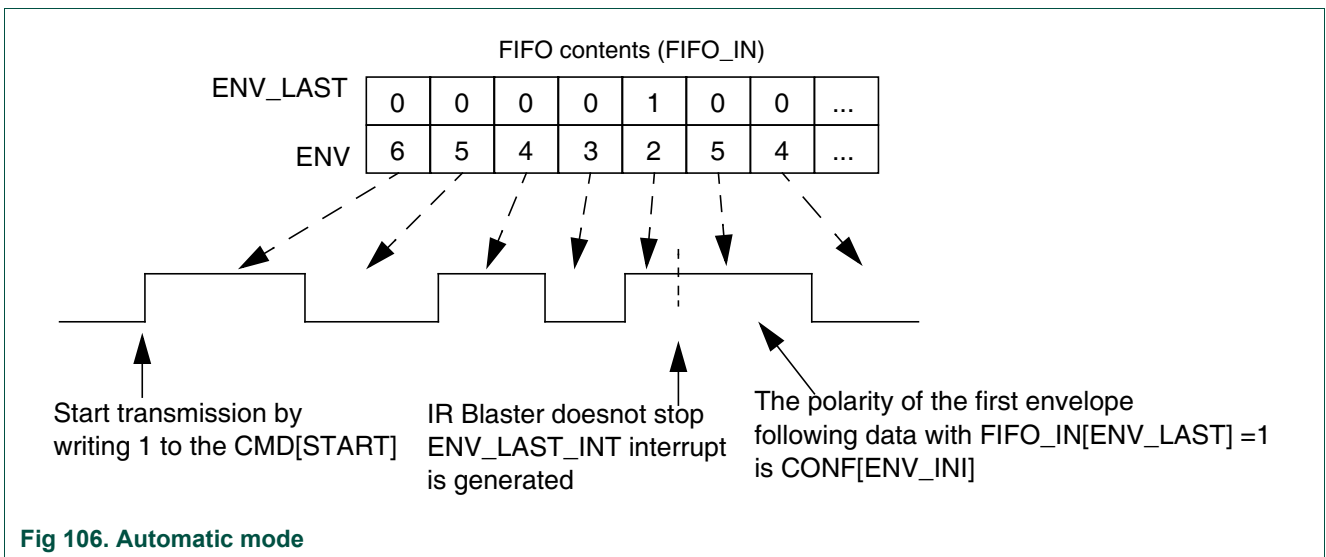 FIFO contents (FIFO_IN)
ENV_LAST 0 0 0 0 1 0 0 ...
ENV 6 5 4 3 2 5 4 ...
Start transmission by
writing 1 to the CMD[START]
IR Blaster doesnot stop
ENV_LAST_INT interrupt
is generated
The polarity of the first envelope
following data with FIFO_IN[ENV_LAST] =1
is CONF[ENV_INI]
Fig 106. Automatic mode